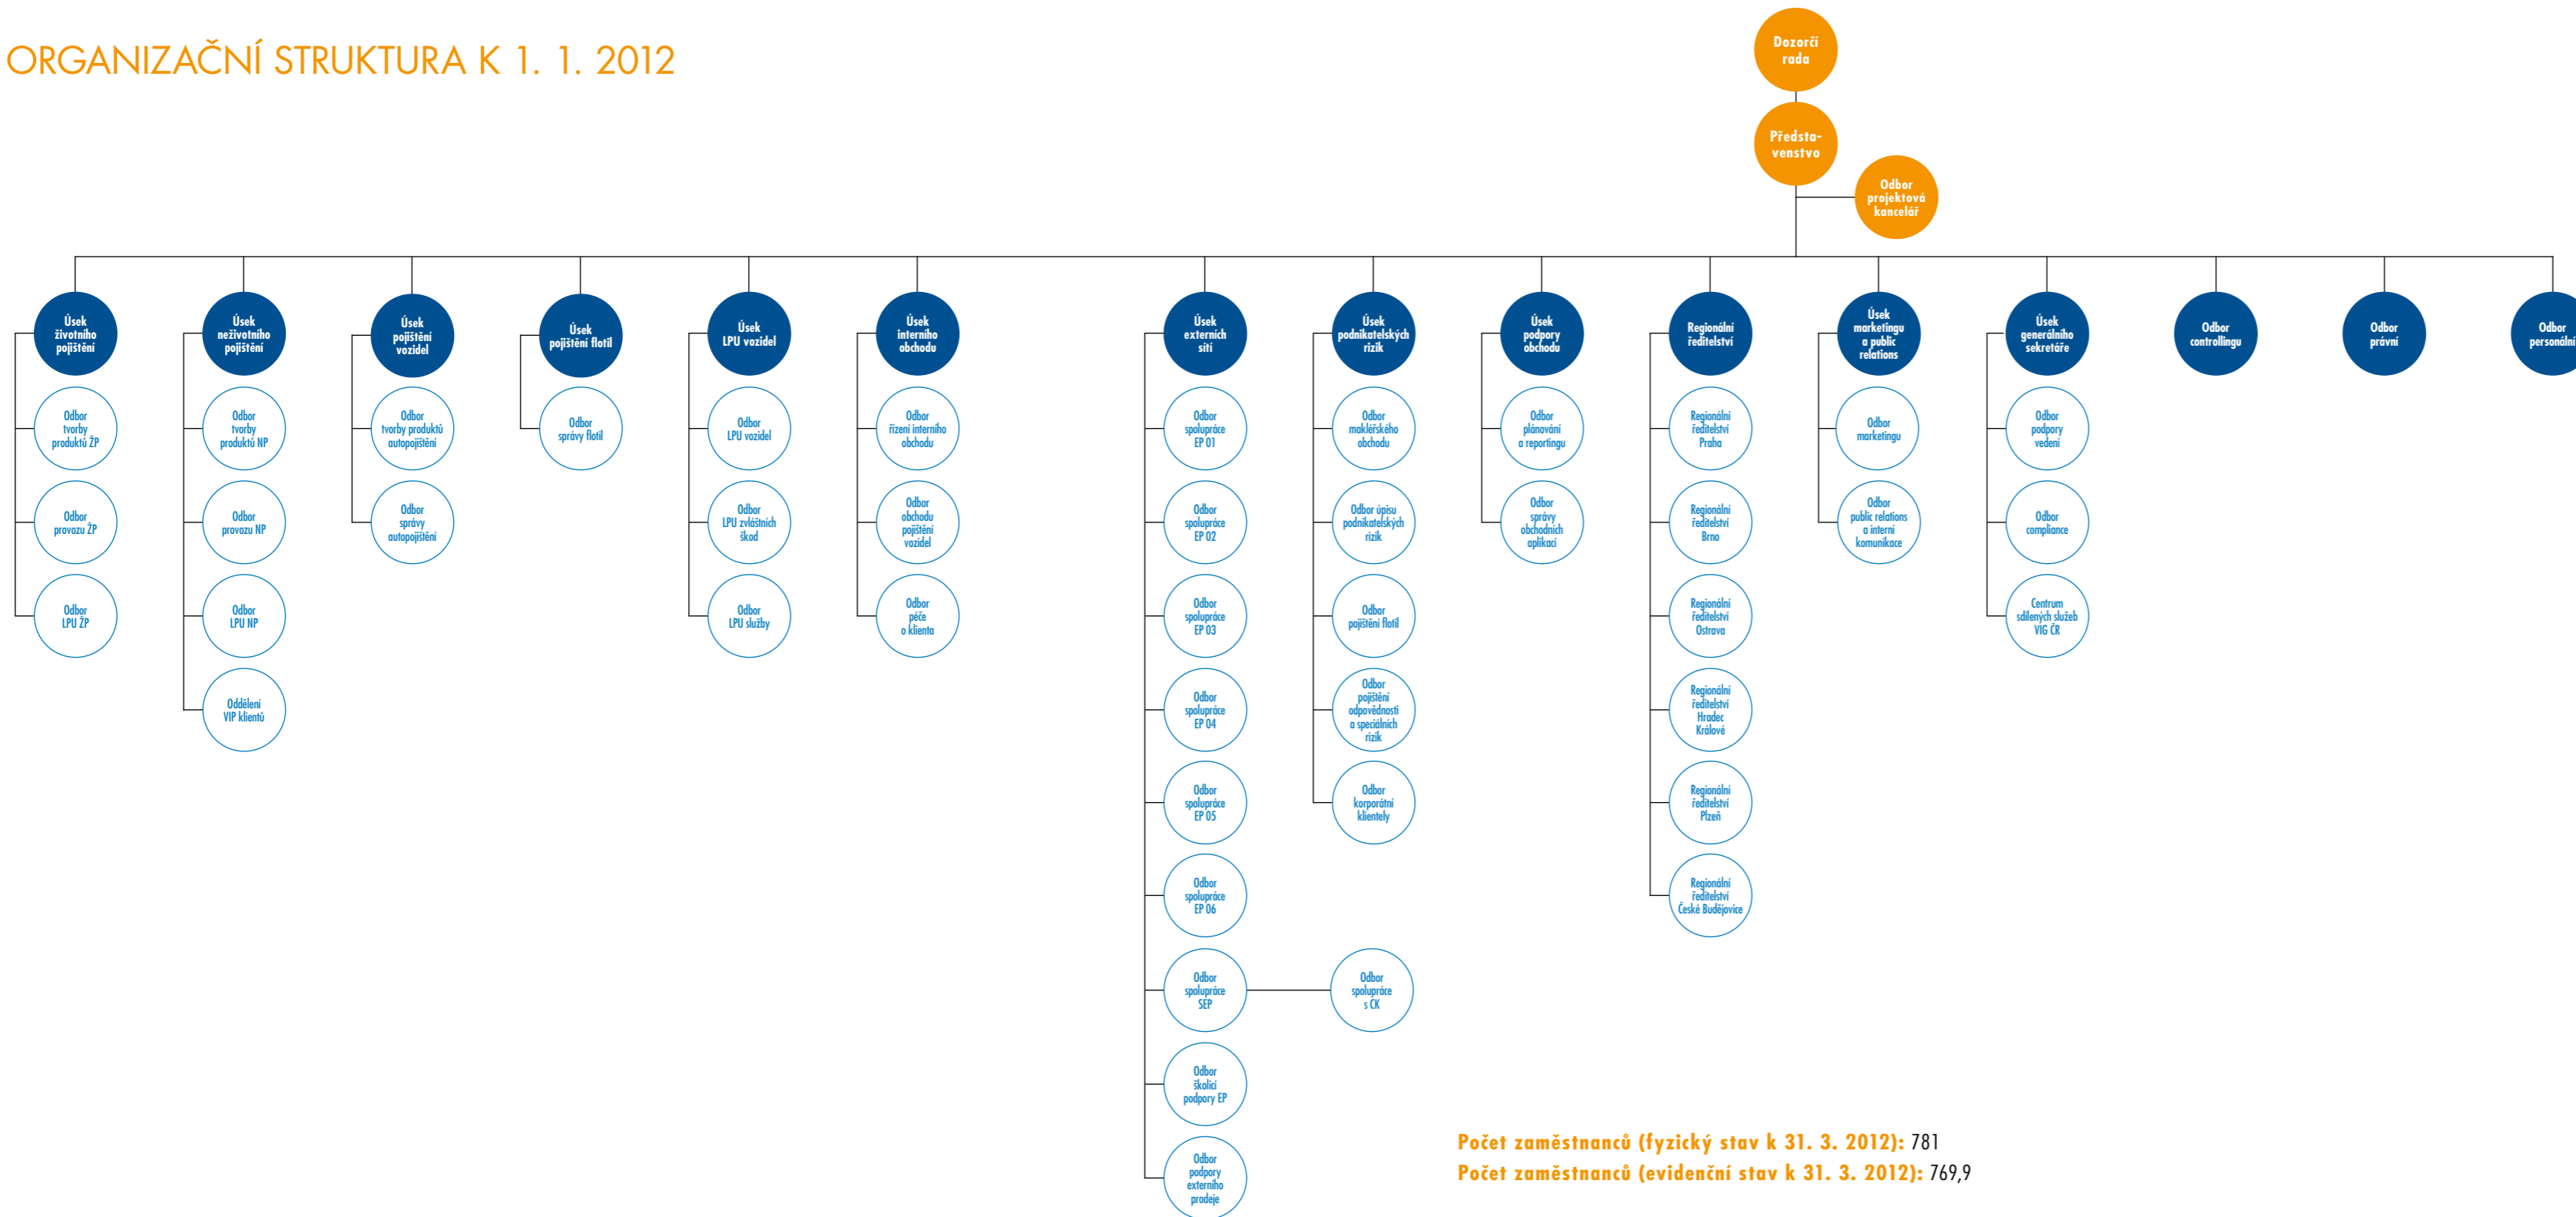 ORGANIZAČNÍ STRUKTURA K 1. 1. 2012
Dozorčí
rada
Předsta-
venstvo
Odbor
projektová
kancelář
Úsek
životního
pojištění
Odbor
tvorby
produktů ŽP
Odbor
provozu ŽP
Odbor
LPU ŽP
Úsek
neživotního
pojištění
Odbor
tvorby
produktů NP
Odbor
provozu NP
Odbor
LPU NP
Oddělení
VIP klientů
Úsek
pojištění
vozidel
Odbor
tvorby produktů
autopojištění
Odbor
správy
autopojištění
Úsek
pojištění flotil
Odbor
správy flotil
Úsek
LPU vozidel
Odbor
LPU vozidel
Odbor
LPU zvláštních
škod
Odbor
LPU služby
Úsek
interního
obchodu
Odbor
řízení interního
obchodu
Odbor
obchodu
pojištění
vozidel
Odbor
péče
o klienta
Úsek
externích
sítí
Odbor
spolupráce
EP 01
Odbor
spolupráce
EP 02
Odbor
spolupráce
EP 03
Odbor
spolupráce
EP 04
Odbor
spolupráce
EP 05
Odbor
spolupráce
EP 06
Odbor
spolupráce
SEP
Odbor
spolupráce
s CK
Odbor
školicí
podpory EP
Odbor
podpory
externího
prodeje
Úsek
podnikatelských
rizik
Odbor
makléřského
obchodu
Odbor úpisu
podnikatelských
rizik
Odbor
pojištění flotil
Odbor
pojištění
odpovědnosti
a speciálních
rizik
Odbor
korporátní
klientely
Úsek
podpory
obchodu
Odbor
plánování
a reportingu
Odbor
správy
obchodních
aplikací
Regionální
ředitelství
Regionální
ředitelství
Praha
Regionální
ředitelství
Brno
Regionální
ředitelství
Ostrava
Regionální
ředitelství
Hradec
Králové
Regionální
ředitelství
Plzeň
Regionální
ředitelství
České Budějovice
Úsek
marketingu
a public
relations
Odbor
marketingu
Odbor
public relations
a interní
komunikace
Úsek
generálního
sekretáře
Odbor
podpory
vedení
Odbor
compliance
Centrum
sdílených služeb
VIG ČR
Odbor
controllingu
Odbor
právní
Odbor
personální
Počet zaměstnanců (fyzický stav k 31. 3. 2012): 781
Počet zaměstnanců (evidenční stav k 31. 3. 2012): 769,9